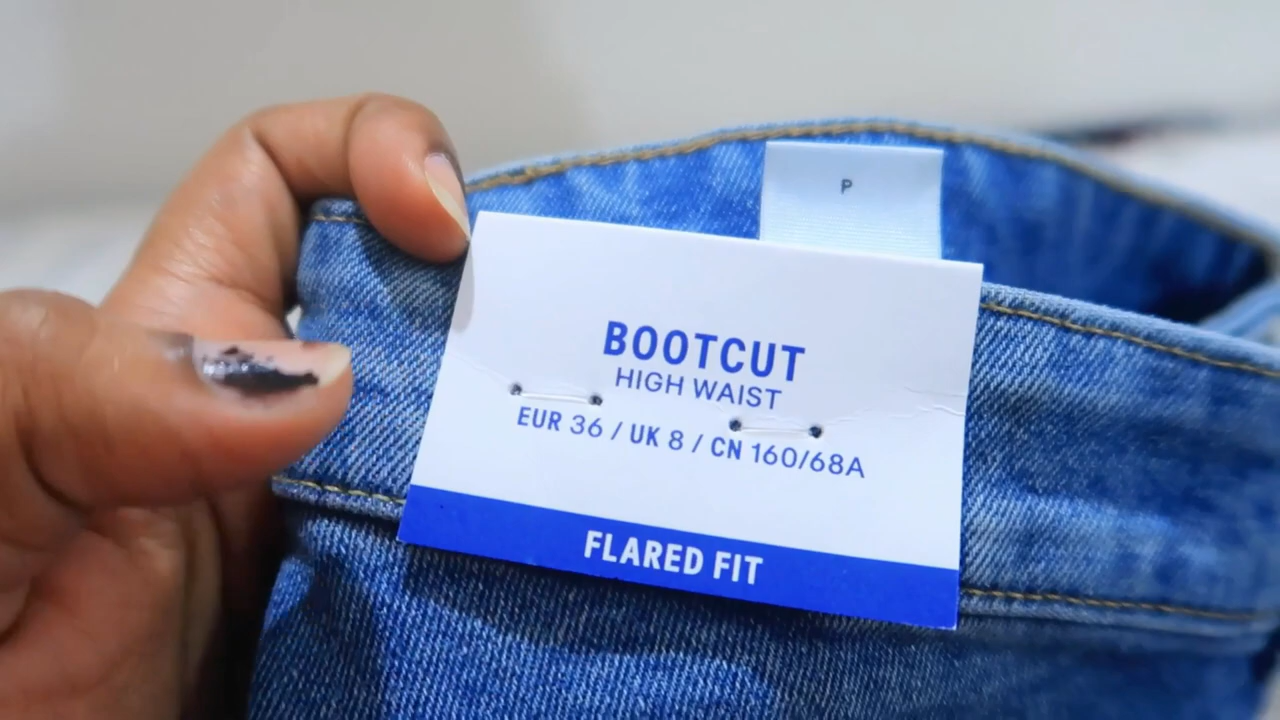 P
BOOTCUT
HIGH WAIST
EUR 36 / UK 8 / CN 160/68A
FLARED FIT